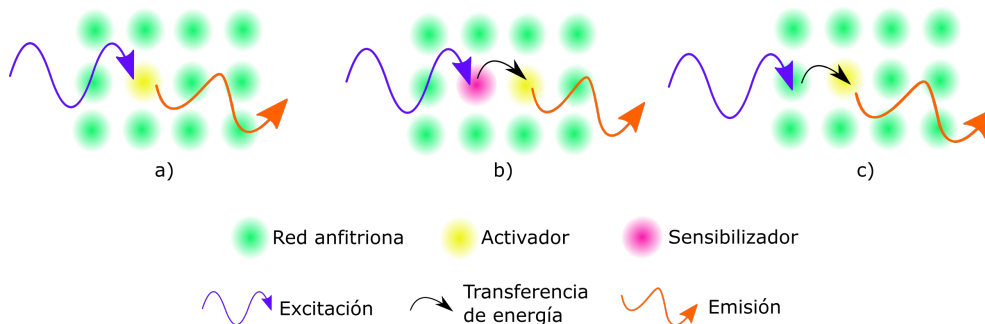 a)
b)
c)
Red anfitriona
Activador
Sensibilizador
Excitación
Transferencia
de energía
Emisión